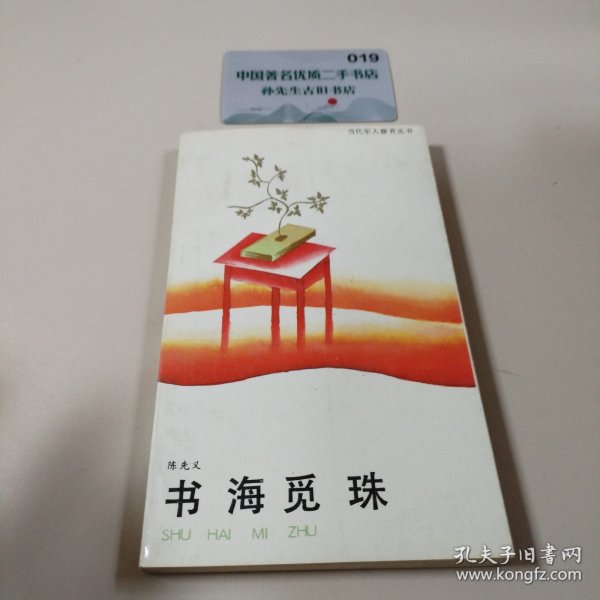 019
中国著名优质二手书店
孙先生古旧书店
当代军人修养丛书
陈先义
书海觅珠
SHU HAI MI ZHU
孔夫子旧书网
www.kongfz.com